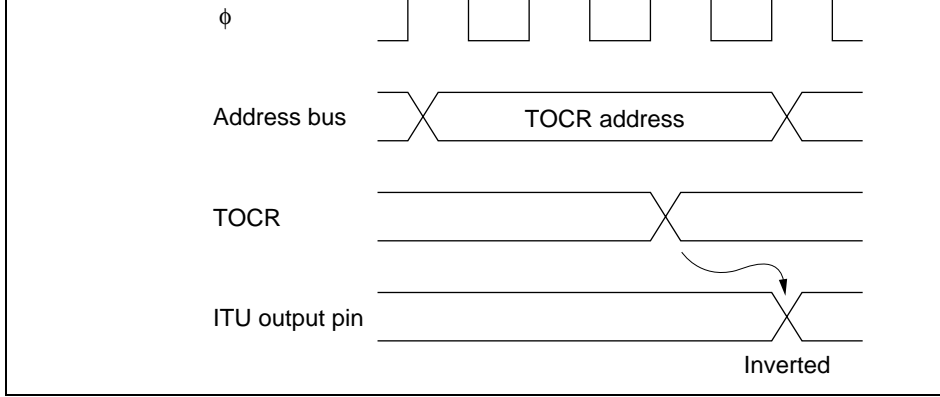 ϕ
Address bus
TOCR address
TOCR
ITU output pin
Inverted